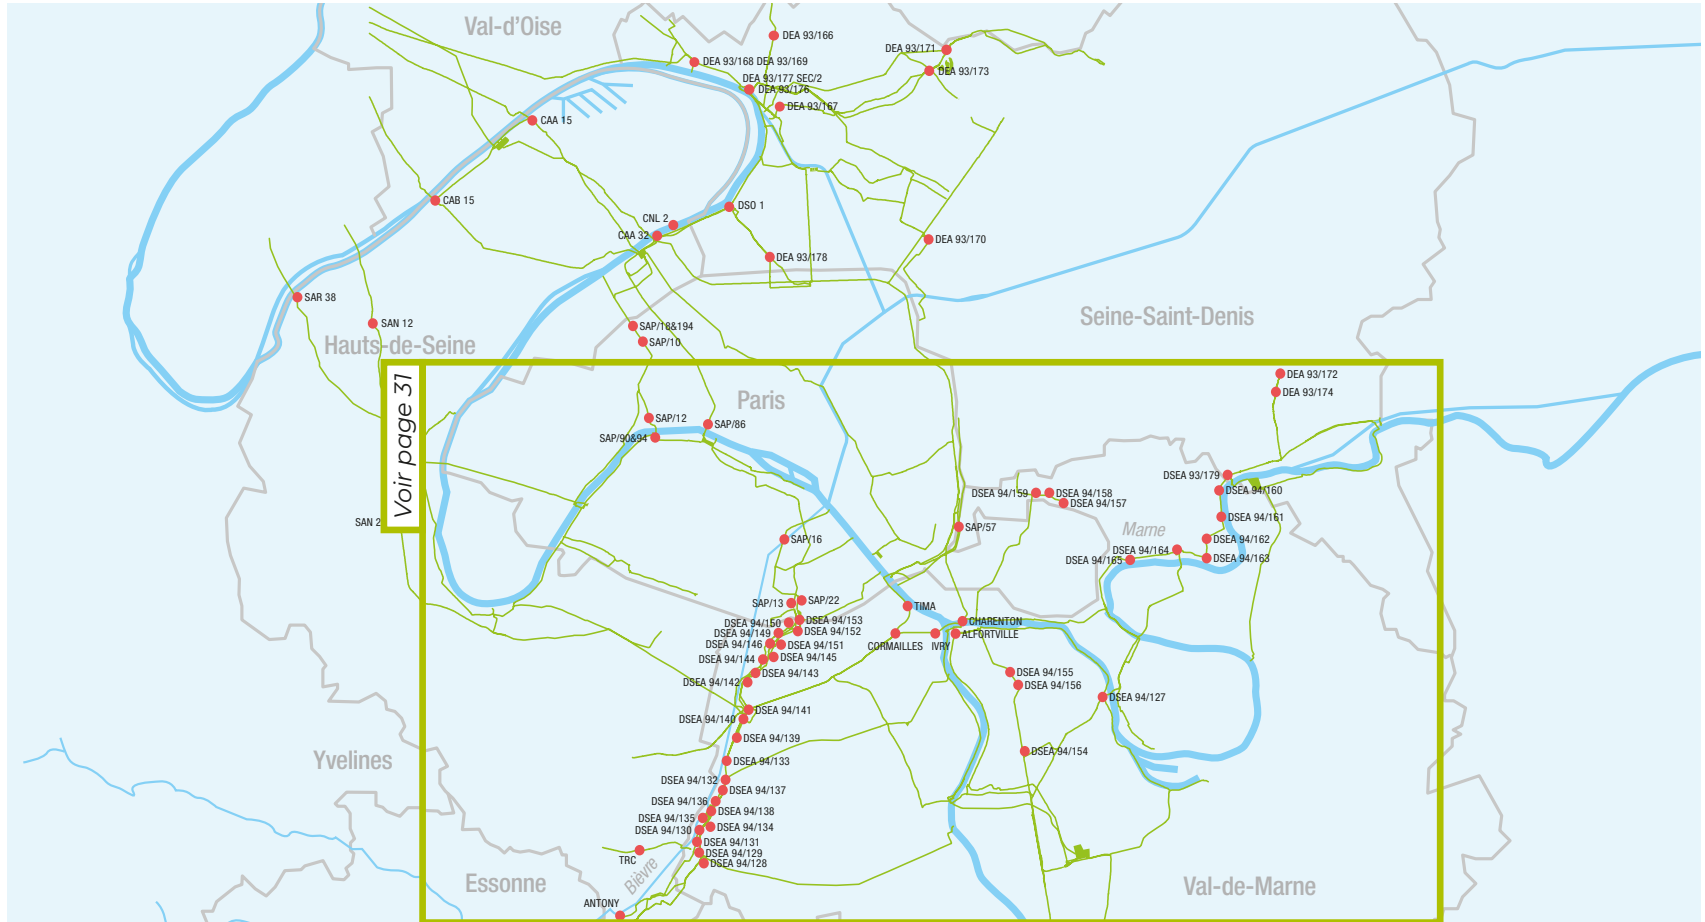 Val-d'Oise
DEA 93/166
DEA 93/171
DEA 93/168 DEA 93/169
DEA 93/173
DEA 93/177 SEC/2
DEA 93/176
DEA 93/167
CAA 15
CAB 15
DSO 1
CNL 2
CAA 32
DEA 93/170
DEA 93/178
SAR 38
SAN 12
Seine-Saint-Denis
SAP/18&194
Hauts-de-Seine
SAP/10
Voir page 31
DEA 93/172
DEA 93/174
Paris
SAP/12
SAP/86
SAP/90&94
DSEA 93/179
DSEA 94/160
DSEA 94/159
DSEA 94/158
DSEA 94/157
SAN 2
DSEA 94/161
SAP/57
Marne
SAP/16
DSEA 94/162
DSEA 94/164
DSEA 94/163
DSEA 94/165
SAP/13
SAP/22
TIMA
DSEA 94/150
DSEA 94/153
CHARENTON
DSEA 94/149
DSEA 94/152
ALFORTVILLE
DSEA 94/146
DSEA 94/151
CORMAILLES
IVRY
DSEA 94/144
DSEA 94/145
DSEA 94/143
DSEA 94/155
DSEA 94/142
DSEA 94/156
DSEA 94/127
DSEA 94/141
DSEA 94/140
DSEA 94/139
DSEA 94/154
Yvelines
DSEA 94/133
DSEA 94/132
DSEA 94/137
DSEA 94/136
DSEA 94/138
DSEA 94/135
DSEA 94/134
DSEA 94/130
DSEA 94/131
TRC
DSEA 94/129
DSEA 94/128
Bièvre
Essonne
Val-de-Marne
ANTONY